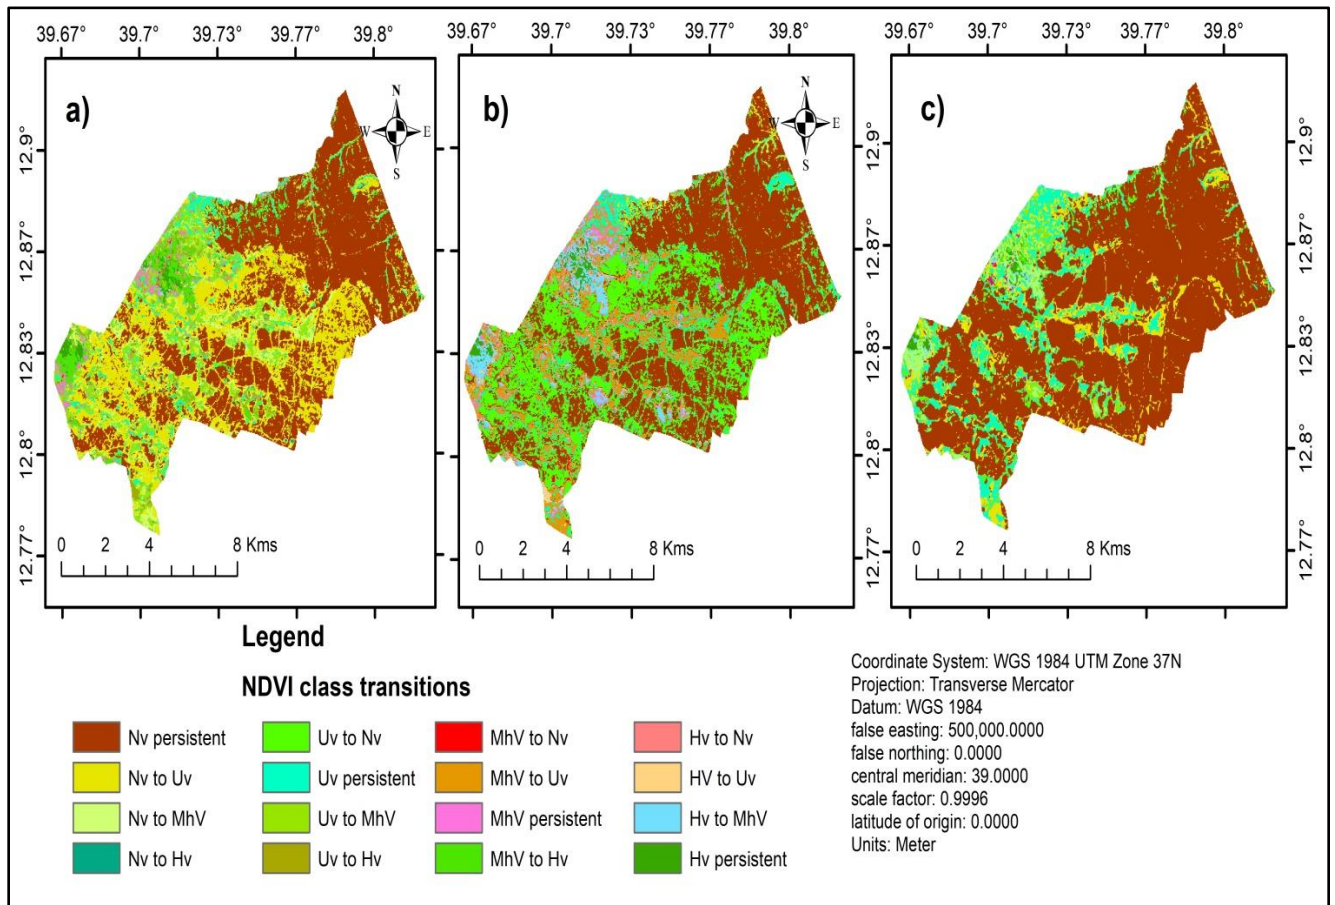 39.67° 39.7° 39.73° 39.77° 39.8° 39.67° 39.7° 39.73° 39.77° 39.8° 39.67° 39.7° 39.73° 39.77° 39.8°
a) b) c)
N
W E
S
N
W E
S
12.9° 12.87° 12.83° 12.8° 12.77°
12.9° 12.87° 12.83° 12.8° 12.77°
12.9° 12.87° 12.83° 12.8° 12.77°
0 2 4 8 Kms
0 2 4 8 Kms
0 2 4 8 Kms
Legend
NDVI class transitions
Nv persistent
Nv to Uv
Nv to MhV
Nv to Hv
Uv to Nv
Uv persistent
Uv to MhV
Uv to Hv
MhV to Nv
MhV to Uv
MhV persistent
MhV to Hv
Hv to Nv
HV to Uv
Hv to MhV
Hv persistent
Coordinate System: WGS 1984 UTM Zone 37N
Projection: Transverse Mercator
Datum: WGS 1984
false easting: 500,000.0000
false northing: 0.0000
central meridian: 39.0000
scale factor: 0.9996
latitude of origin: 0.0000
Units: Meter